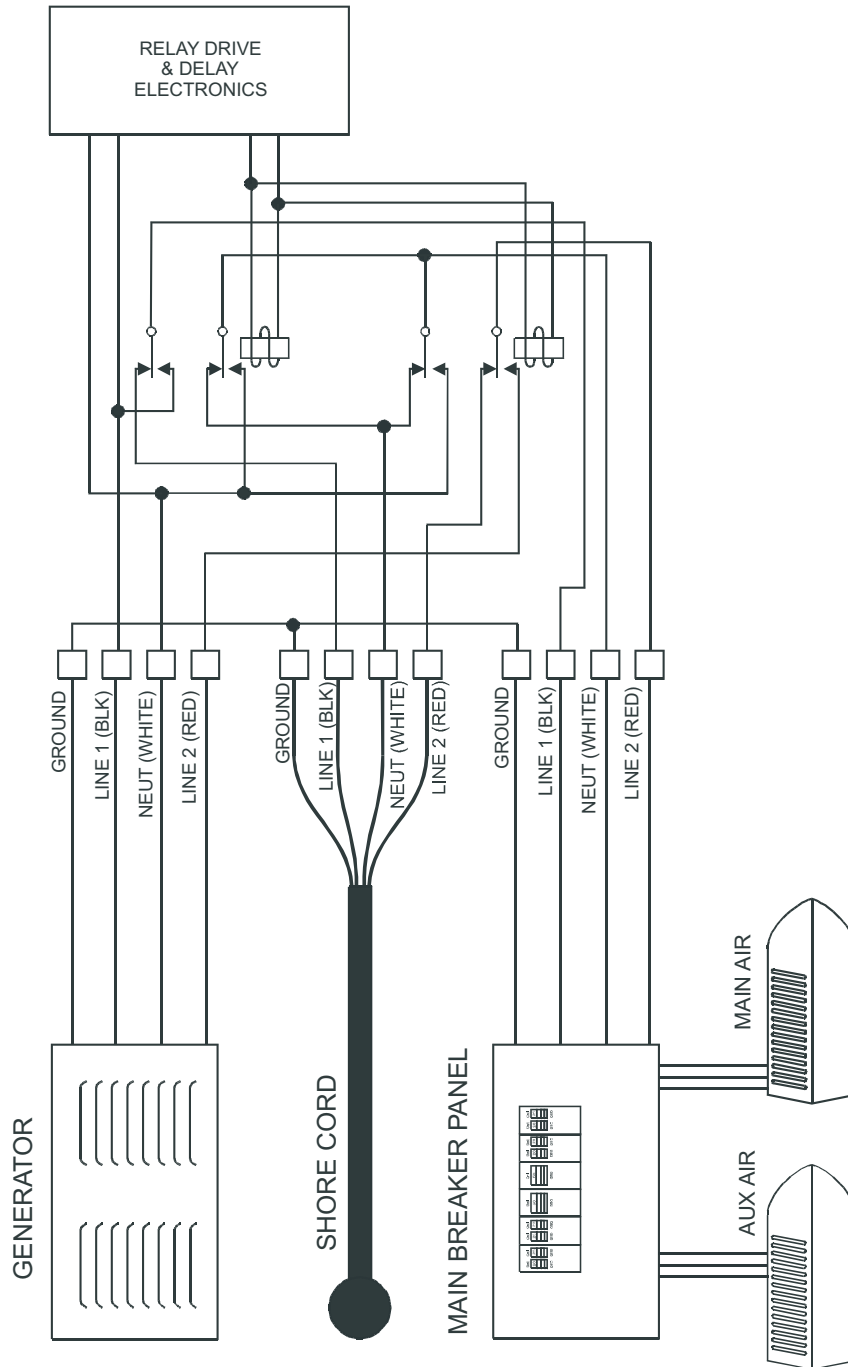 RELAY DRIVE
& DELAY
ELECTRONICS
GROUND
LINE 1 (BLK)
NEUT (WHITE)
LINE 2 (RED)
GROUND
LINE 1 (BLK)
NEUT (WHITE)
LINE 2 (RED)
GROUND
LINE 1 (BLK)
NEUT (WHITE)
LINE 2 (RED)
GENERATOR
SHORE CORD
MAIN BREAKER PANEL
MAIN AIR
AUX AIR